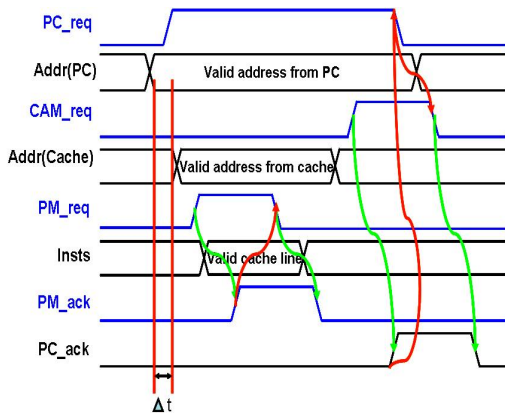 PC_req
Addr(PC) Valid address from PC
CAM_req
Addr(Cache) Valid address from cache
PM_req
Insts Valid cache line
PM_ack
PC_ack
Δ t